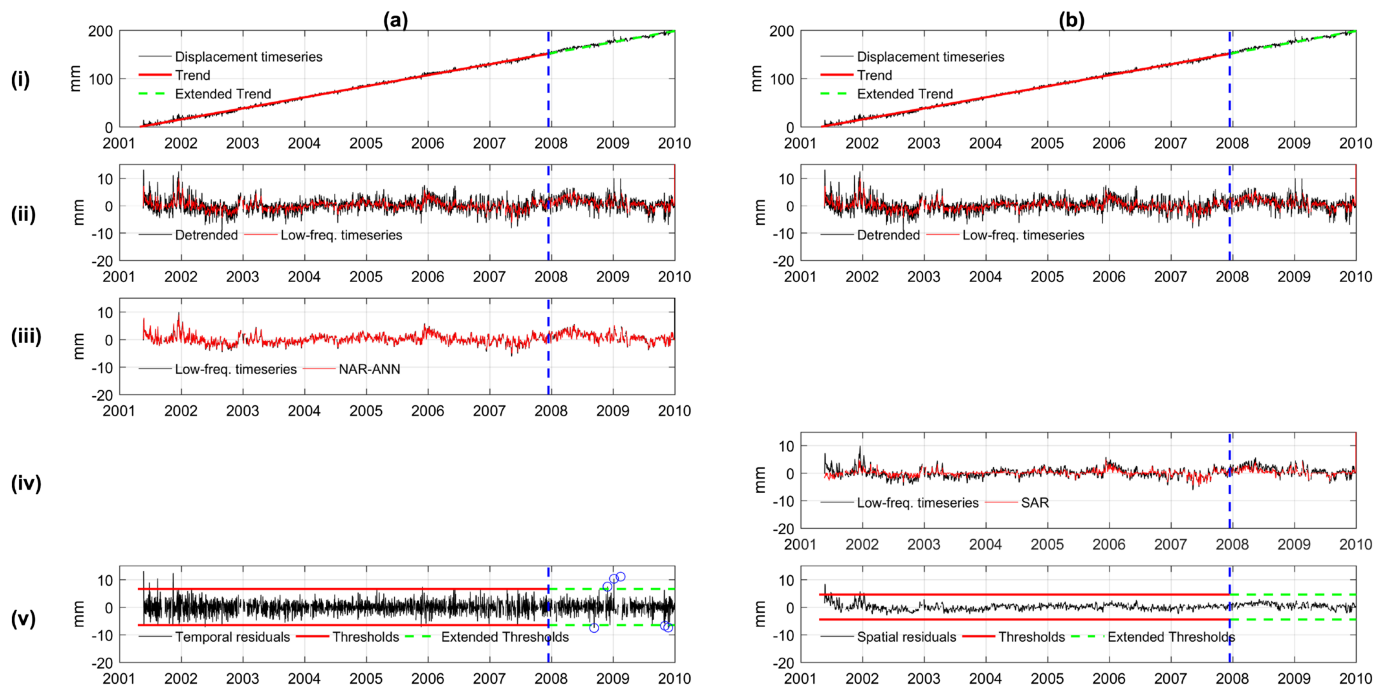 (a) (b)
(i)
200
100
0
mm
Displacement timeseries
Trend
Extended Trend
2001 2002 2003 2004 2005 2006 2007 2008 2009 2010
200
100
0
mm
Displacement timeseries
Trend
Extended Trend
2001 2002 2003 2004 2005 2006 2007 2008 2009 2010
(ii)
10
0
-10
-20
mm
Detrended Low-freq. timeseries
2001 2002 2003 2004 2005 2006 2007 2008 2009 2010
10
0
-10
-20
mm
Detrended Low-freq. timeseries
2001 2002 2003 2004 2005 2006 2007 2008 2009 2010
(iii)
10
0
-10
-20
mm
Low-freq. timeseries NAR-ANN
2001 2002 2003 2004 2005 2006 2007 2008 2009 2010
(iv)
10
0
-10
-20
mm
Low-freq. timeseries SAR
2001 2002 2003 2004 2005 2006 2007 2008 2009 2010
(v)
10
0
-10
-20
mm
Temporal residuals Thresholds Extended Thresholds
2001 2002 2003 2004 2005 2006 2007 2008 2009 2010
10
0
-10
-20
mm
Spatial residuals Thresholds Extended Thresholds
2001 2002 2003 2004 2005 2006 2007 2008 2009 2010